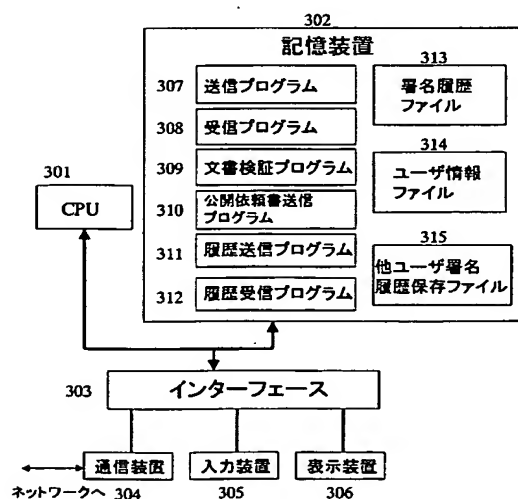 302
記憶装置
307
送信プログラム
308
受信プログラム
309
文書検証プログラム
310
公開依頼書送信
プログラム
311
履歴送信プログラム
312
履歴受信プログラム
313
署名履歴
ファイル
314
ユーザ情報
ファイル
315
他ユーザ署名
履歴保存ファイル
301
CPU
303
インターフェース
通信装置
入力装置
表示装置
ネットワークへ
304
305
306